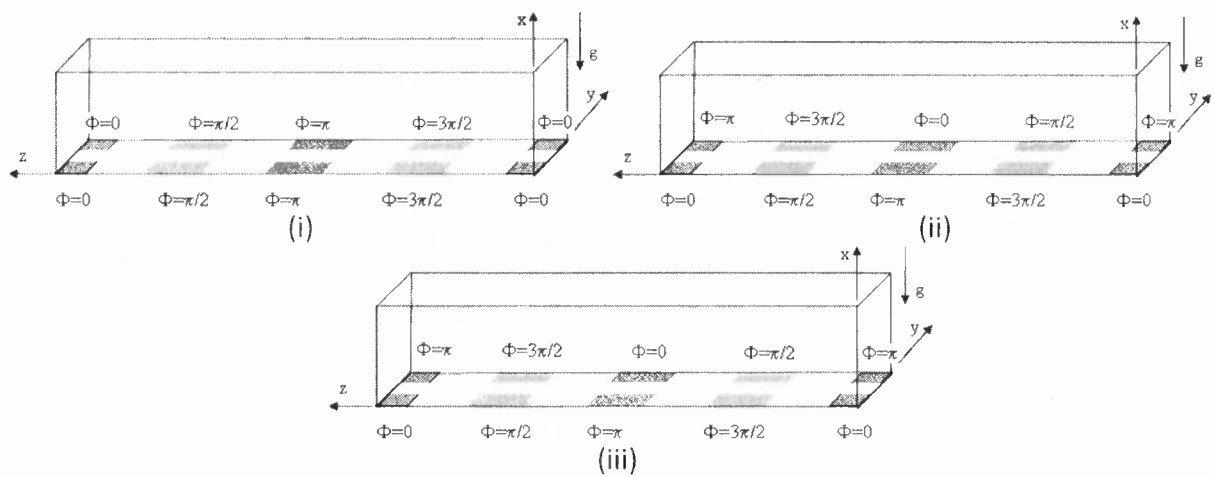 x g y z
Φ=0 Φ=π/2 Φ=π Φ=3π/2 Φ=0
Φ=0 Φ=π/2 Φ=π Φ=3π/2 Φ=0
(i)
x g y z
Φ=π Φ=3π/2 Φ=0 Φ=π/2 Φ=π
Φ=0 Φ=π/2 Φ=π Φ=3π/2 Φ=0
(ii)
x g y z
Φ=π Φ=3π/2 Φ=0 Φ=π/2 Φ=π
Φ=0 Φ=π/2 Φ=π Φ=3π/2 Φ=0
(iii)